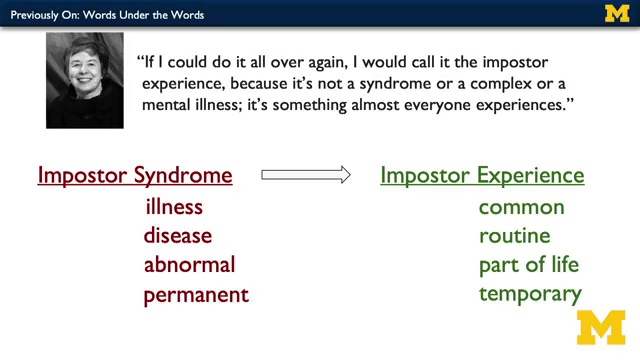 Previously On: Words Under the Words
M
“If I could do it all over again, I would call it the impostor
experience, because it’s not a syndrome or a complex or a
mental illness; it’s something almost everyone experiences.”
Impostor Syndrome
illness
disease
abnormal
permanent
Impostor Experience
common
routine
part of life
temporary
M